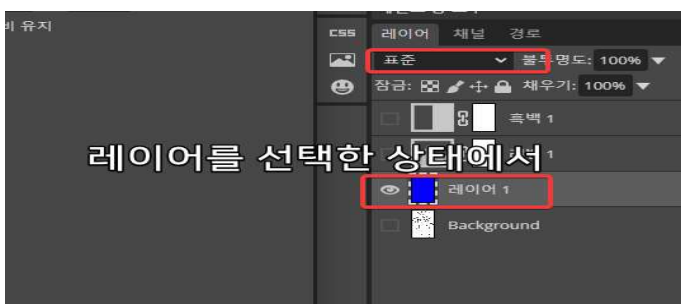 비 유지
CSS
레이어 채널 경로
표준 불투명도: 100%
잠금: 채우기: 100%
흑백 1
레이어를 선택한 상태에서
1
레이어 1
Background